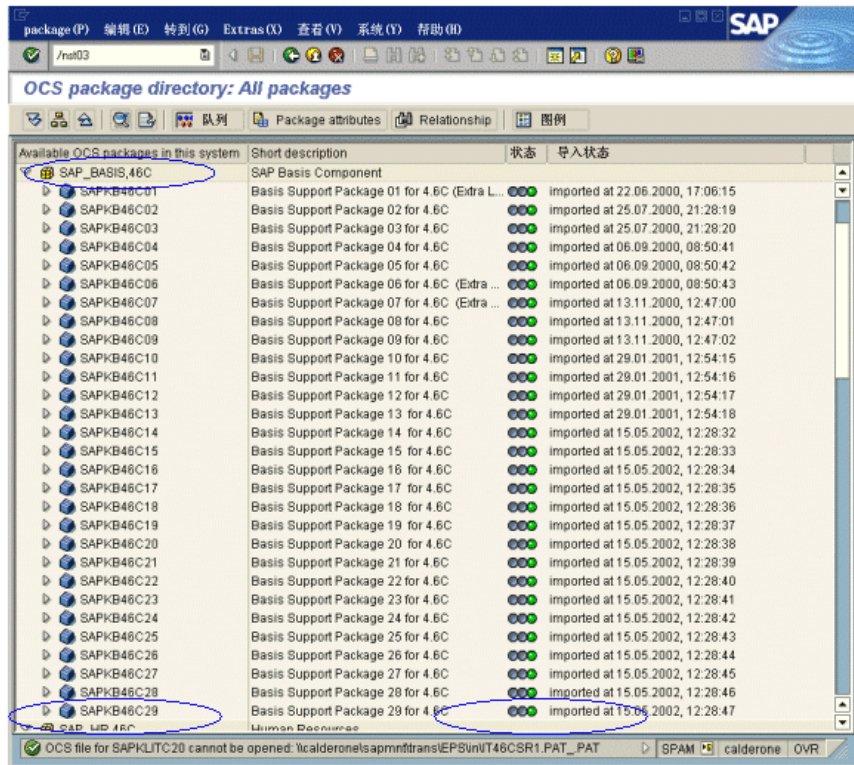 package(P) 编辑(E) 转到(G) Extras(X) 查看(V) 系统(Y) 帮助(H)
SAP
/nst03
OCS package directory: All packages
队列 Package attributes Relationship 图例
Available OCS packages in this system Short description 状态 导入状态
SAP_BASIS,46C SAP Basis Component
SAPKB46C01 Basis Support Package 01 for 4.6C (Extra L... imported at 22.06.2000, 17:06:15
SAPKB46C02 Basis Support Package 02 for 4.6C imported at 25.07.2000, 21:28:19
SAPKB46C03 Basis Support Package 03 for 4.6C imported at 25.07.2000, 21:28:20
SAPKB46C04 Basis Support Package 04 for 4.6C imported at 06.09.2000, 08:50:41
SAPKB46C05 Basis Support Package 05 for 4.6C imported at 06.09.2000, 08:50:42
SAPKB46C06 Basis Support Package 06 for 4.6C (Extra ... imported at 06.09.2000, 08:50:43
SAPKB46C07 Basis Support Package 07 for 4.6C (Extra ... imported at 13.11.2000, 12:47:00
SAPKB46C08 Basis Support Package 08 for 4.6C imported at 13.11.2000, 12:47:01
SAPKB46C09 Basis Support Package 09 for 4.6C imported at 13.11.2000, 12:47:02
SAPKB46C10 Basis Support Package 10 for 4.6C imported at 29.01.2001, 12:54:15
SAPKB46C11 Basis Support Package 11 for 4.6C imported at 29.01.2001, 12:54:16
SAPKB46C12 Basis Support Package 12 for 4.6C imported at 29.01.2001, 12:54:17
SAPKB46C13 Basis Support Package 13 for 4.6C imported at 29.01.2001, 12:54:18
SAPKB46C14 Basis Support Package 14 for 4.6C imported at 15.05.2002, 12:28:32
SAPKB46C15 Basis Support Package 15 for 4.6C imported at 15.05.2002, 12:28:33
SAPKB46C16 Basis Support Package 16 for 4.6C imported at 15.05.2002, 12:28:34
SAPKB46C17 Basis Support Package 17 for 4.6C imported at 15.05.2002, 12:28:35
SAPKB46C18 Basis Support Package 18 for 4.6C imported at 15.05.2002, 12:28:36
SAPKB46C19 Basis Support Package 19 for 4.6C imported at 15.05.2002, 12:28:37
SAPKB46C20 Basis Support Package 20 for 4.6C imported at 15.05.2002, 12:28:38
SAPKB46C21 Basis Support Package 21 for 4.6C imported at 15.05.2002, 12:28:39
SAPKB46C22 Basis Support Package 22 for 4.6C imported at 15.05.2002, 12:28:40
SAPKB46C23 Basis Support Package 23 for 4.6C imported at 15.05.2002, 12:28:41
SAPKB46C24 Basis Support Package 24 for 4.6C imported at 15.05.2002, 12:28:42
SAPKB46C25 Basis Support Package 25 for 4.6C imported at 15.05.2002, 12:28:43
SAPKB46C26 Basis Support Package 26 for 4.6C imported at 15.05.2002, 12:28:44
SAPKB46C27 Basis Support Package 27 for 4.6C imported at 15.05.2002, 12:28:45
SAPKB46C28 Basis Support Package 28 for 4.6C imported at 15.05.2002, 12:28:46
SAPKB46C29 Basis Support Package 29 for 4.6C imported at 15.05.2002, 12:28:47
SAP_HR,46C Human Resources
OCS file for SAPKLITC20 cannot be opened: \\calderone\sapmnt\trans\EPS\in\IT46CSR1.PAT_.PAT SPAM calderone OVR